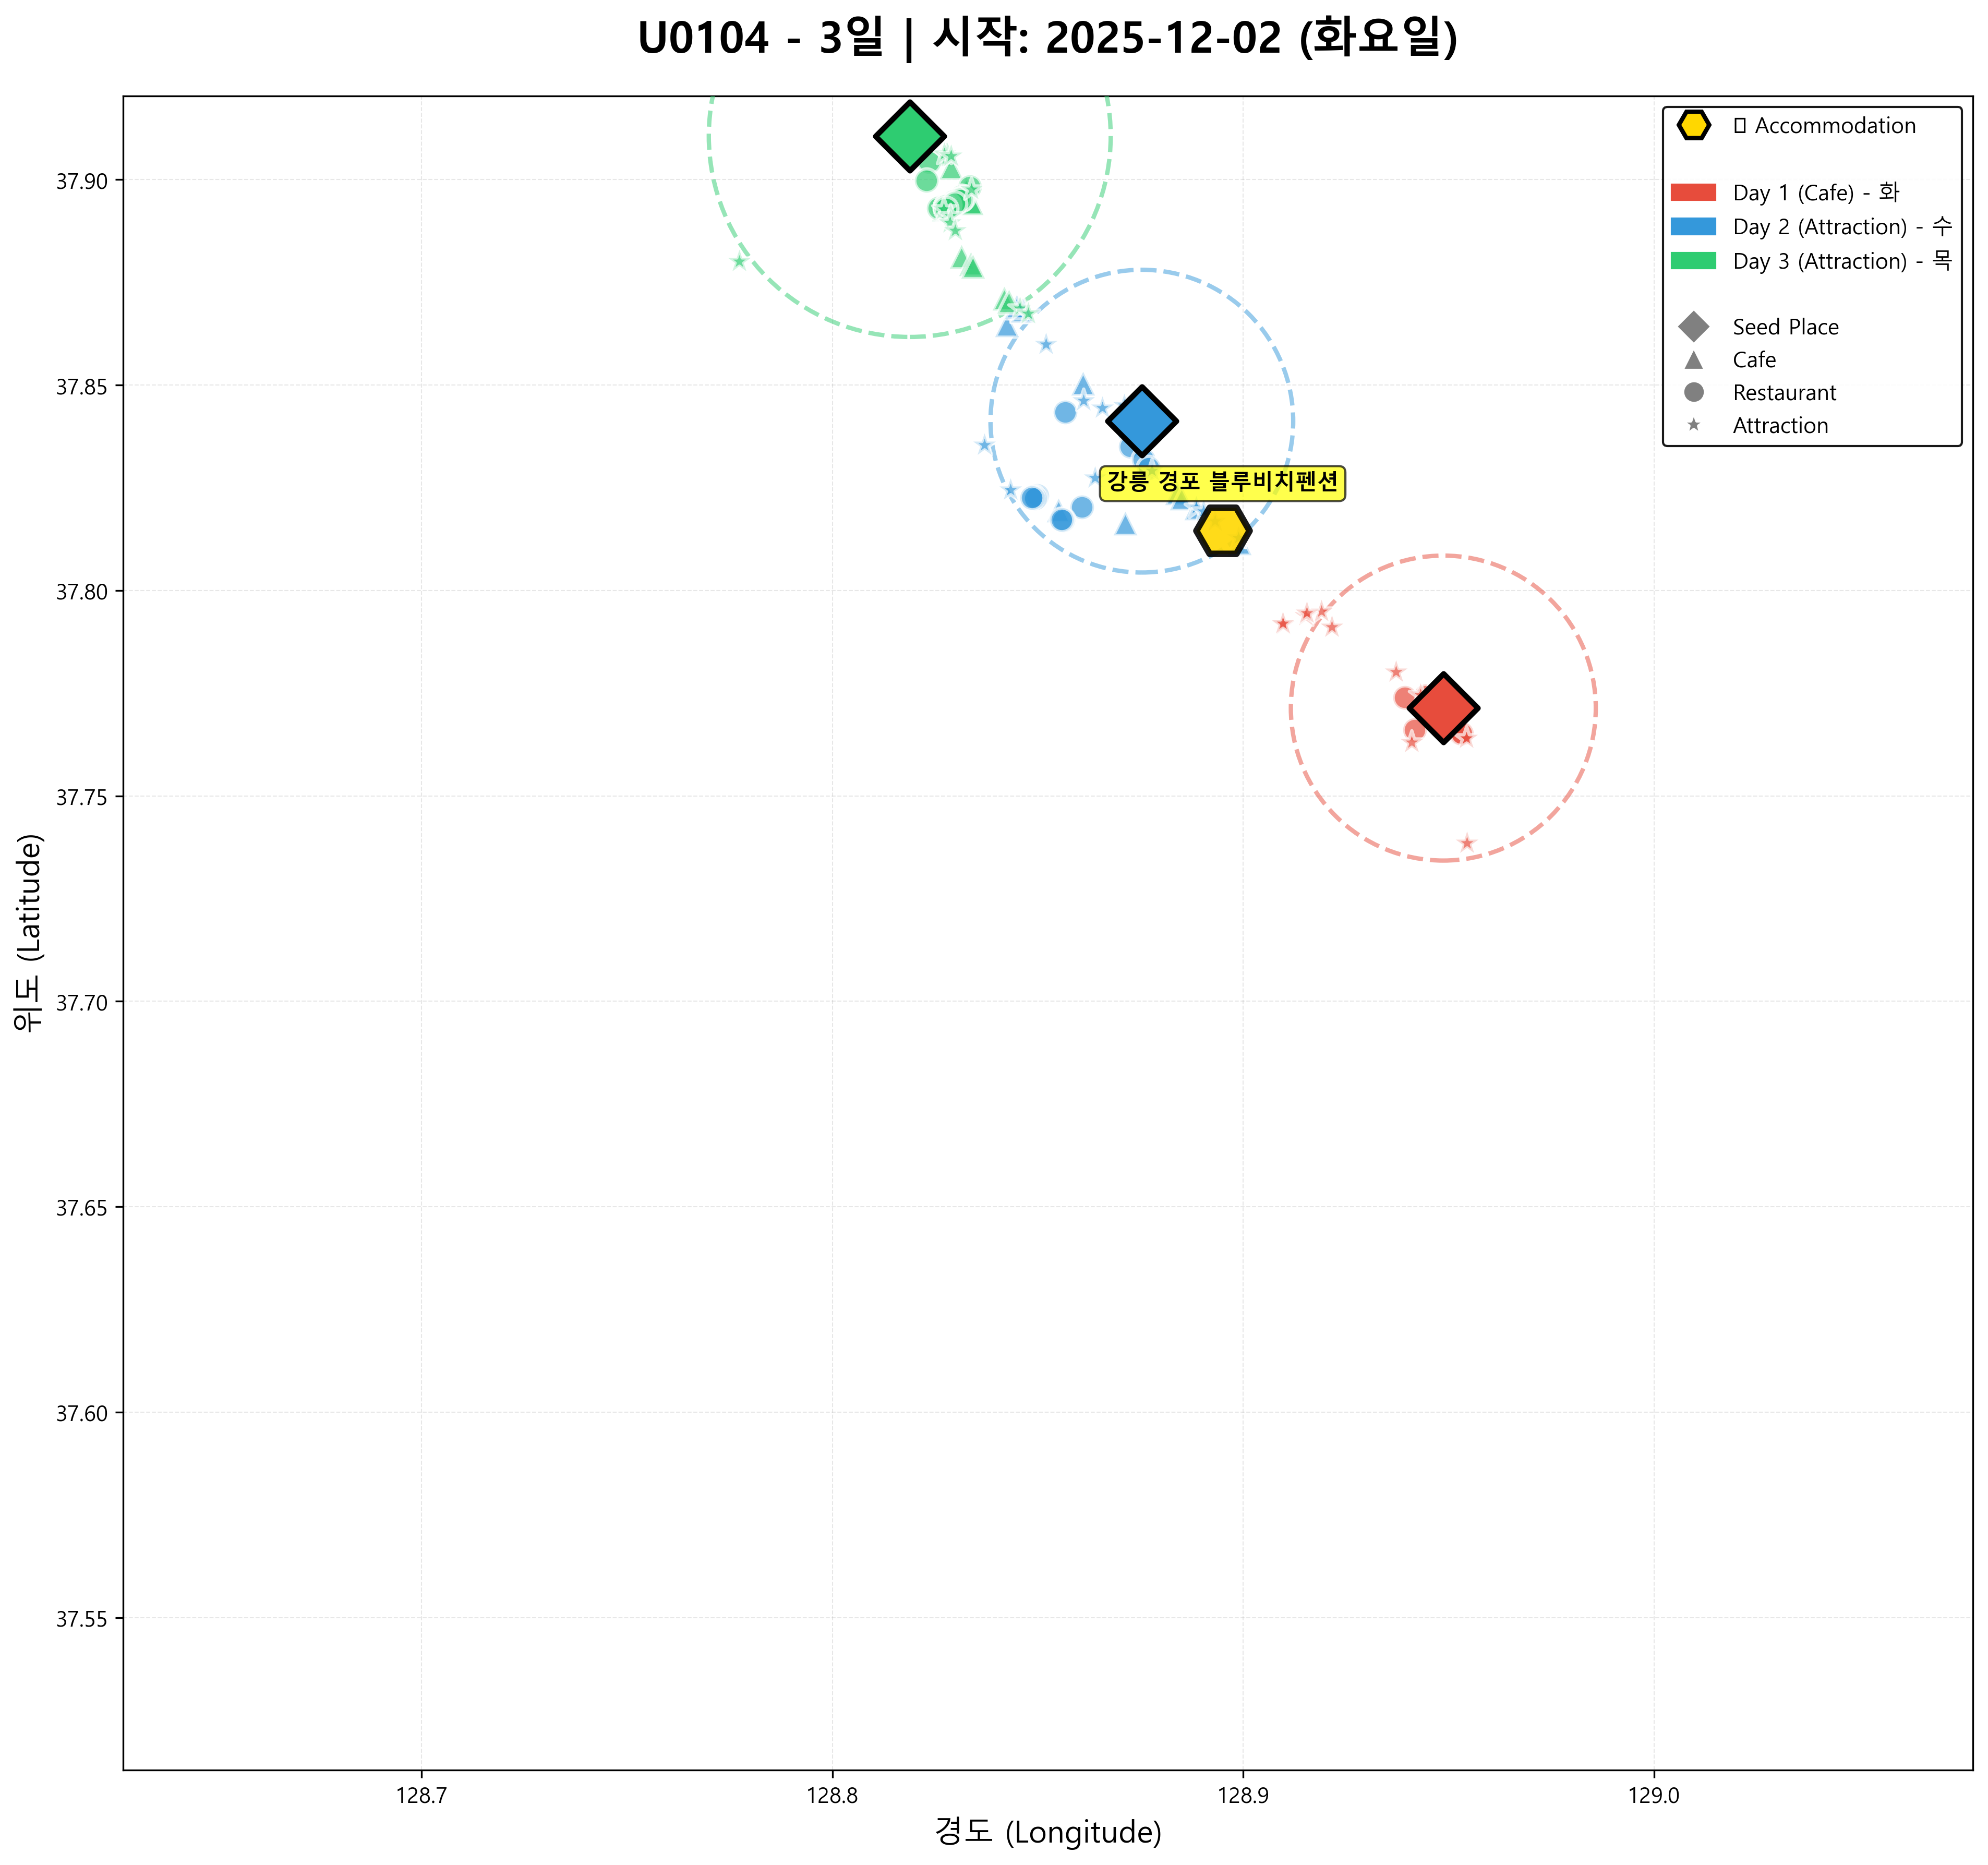 U0104 - 3일 | 시작: 2025-12-02 (화요일)
▯ Accommodation
Day 1 (Cafe) - 화
Day 2 (Attraction) - 수
Day 3 (Attraction) - 목
Seed Place
Cafe
Restaurant
Attraction
강릉 경포 블루비치펜션
위도 (Latitude)
37.90
37.85
37.80
37.75
37.70
37.65
37.60
37.55
128.7
128.8
128.9
129.0
경도 (Longitude)